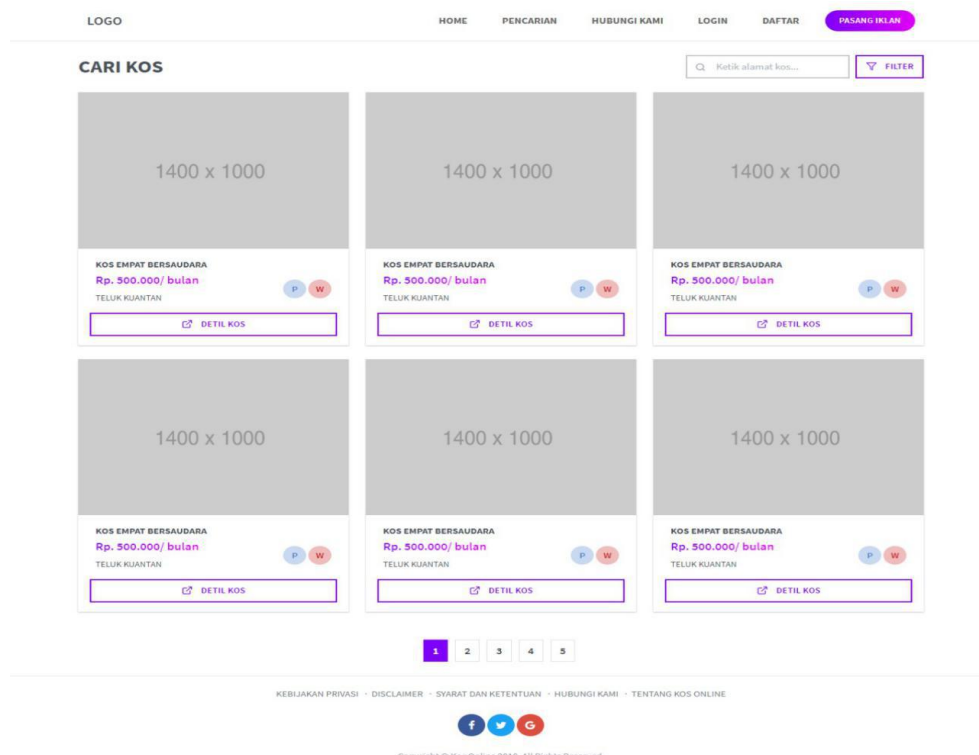 LOGO HOME PENCARIAN HUBUNGI KAMI LOGIN DAFTAR PASANG IKLAN
CARI KOS Ketik alamat kos... FILTER
1400 x 1000 1400 x 1000 1400 x 1000
KOS EMPAT BERSAUDARA KOS EMPAT BERSAUDARA KOS EMPAT BERSAUDARA
Rp. 500.000/ bulan Rp. 500.000/ bulan Rp. 500.000/ bulan
P W P W P W
TELUK KUANTAN TELUK KUANTAN TELUK KUANTAN
DETIL KOS DETIL KOS DETIL KOS
1400 x 1000 1400 x 1000 1400 x 1000
KOS EMPAT BERSAUDARA KOS EMPAT BERSAUDARA KOS EMPAT BERSAUDARA
Rp. 500.000/ bulan Rp. 500.000/ bulan Rp. 500.000/ bulan
P W P W P W
TELUK KUANTAN TELUK KUANTAN TELUK KUANTAN
DETIL KOS DETIL KOS DETIL KOS
1 2 3 4 5
KEBIJAKAN PRIVASI · DISCLAIMER · SYARAT DAN KETENTUAN · HUBUNGI KAMI · TENTANG KOS ONLINE
f G